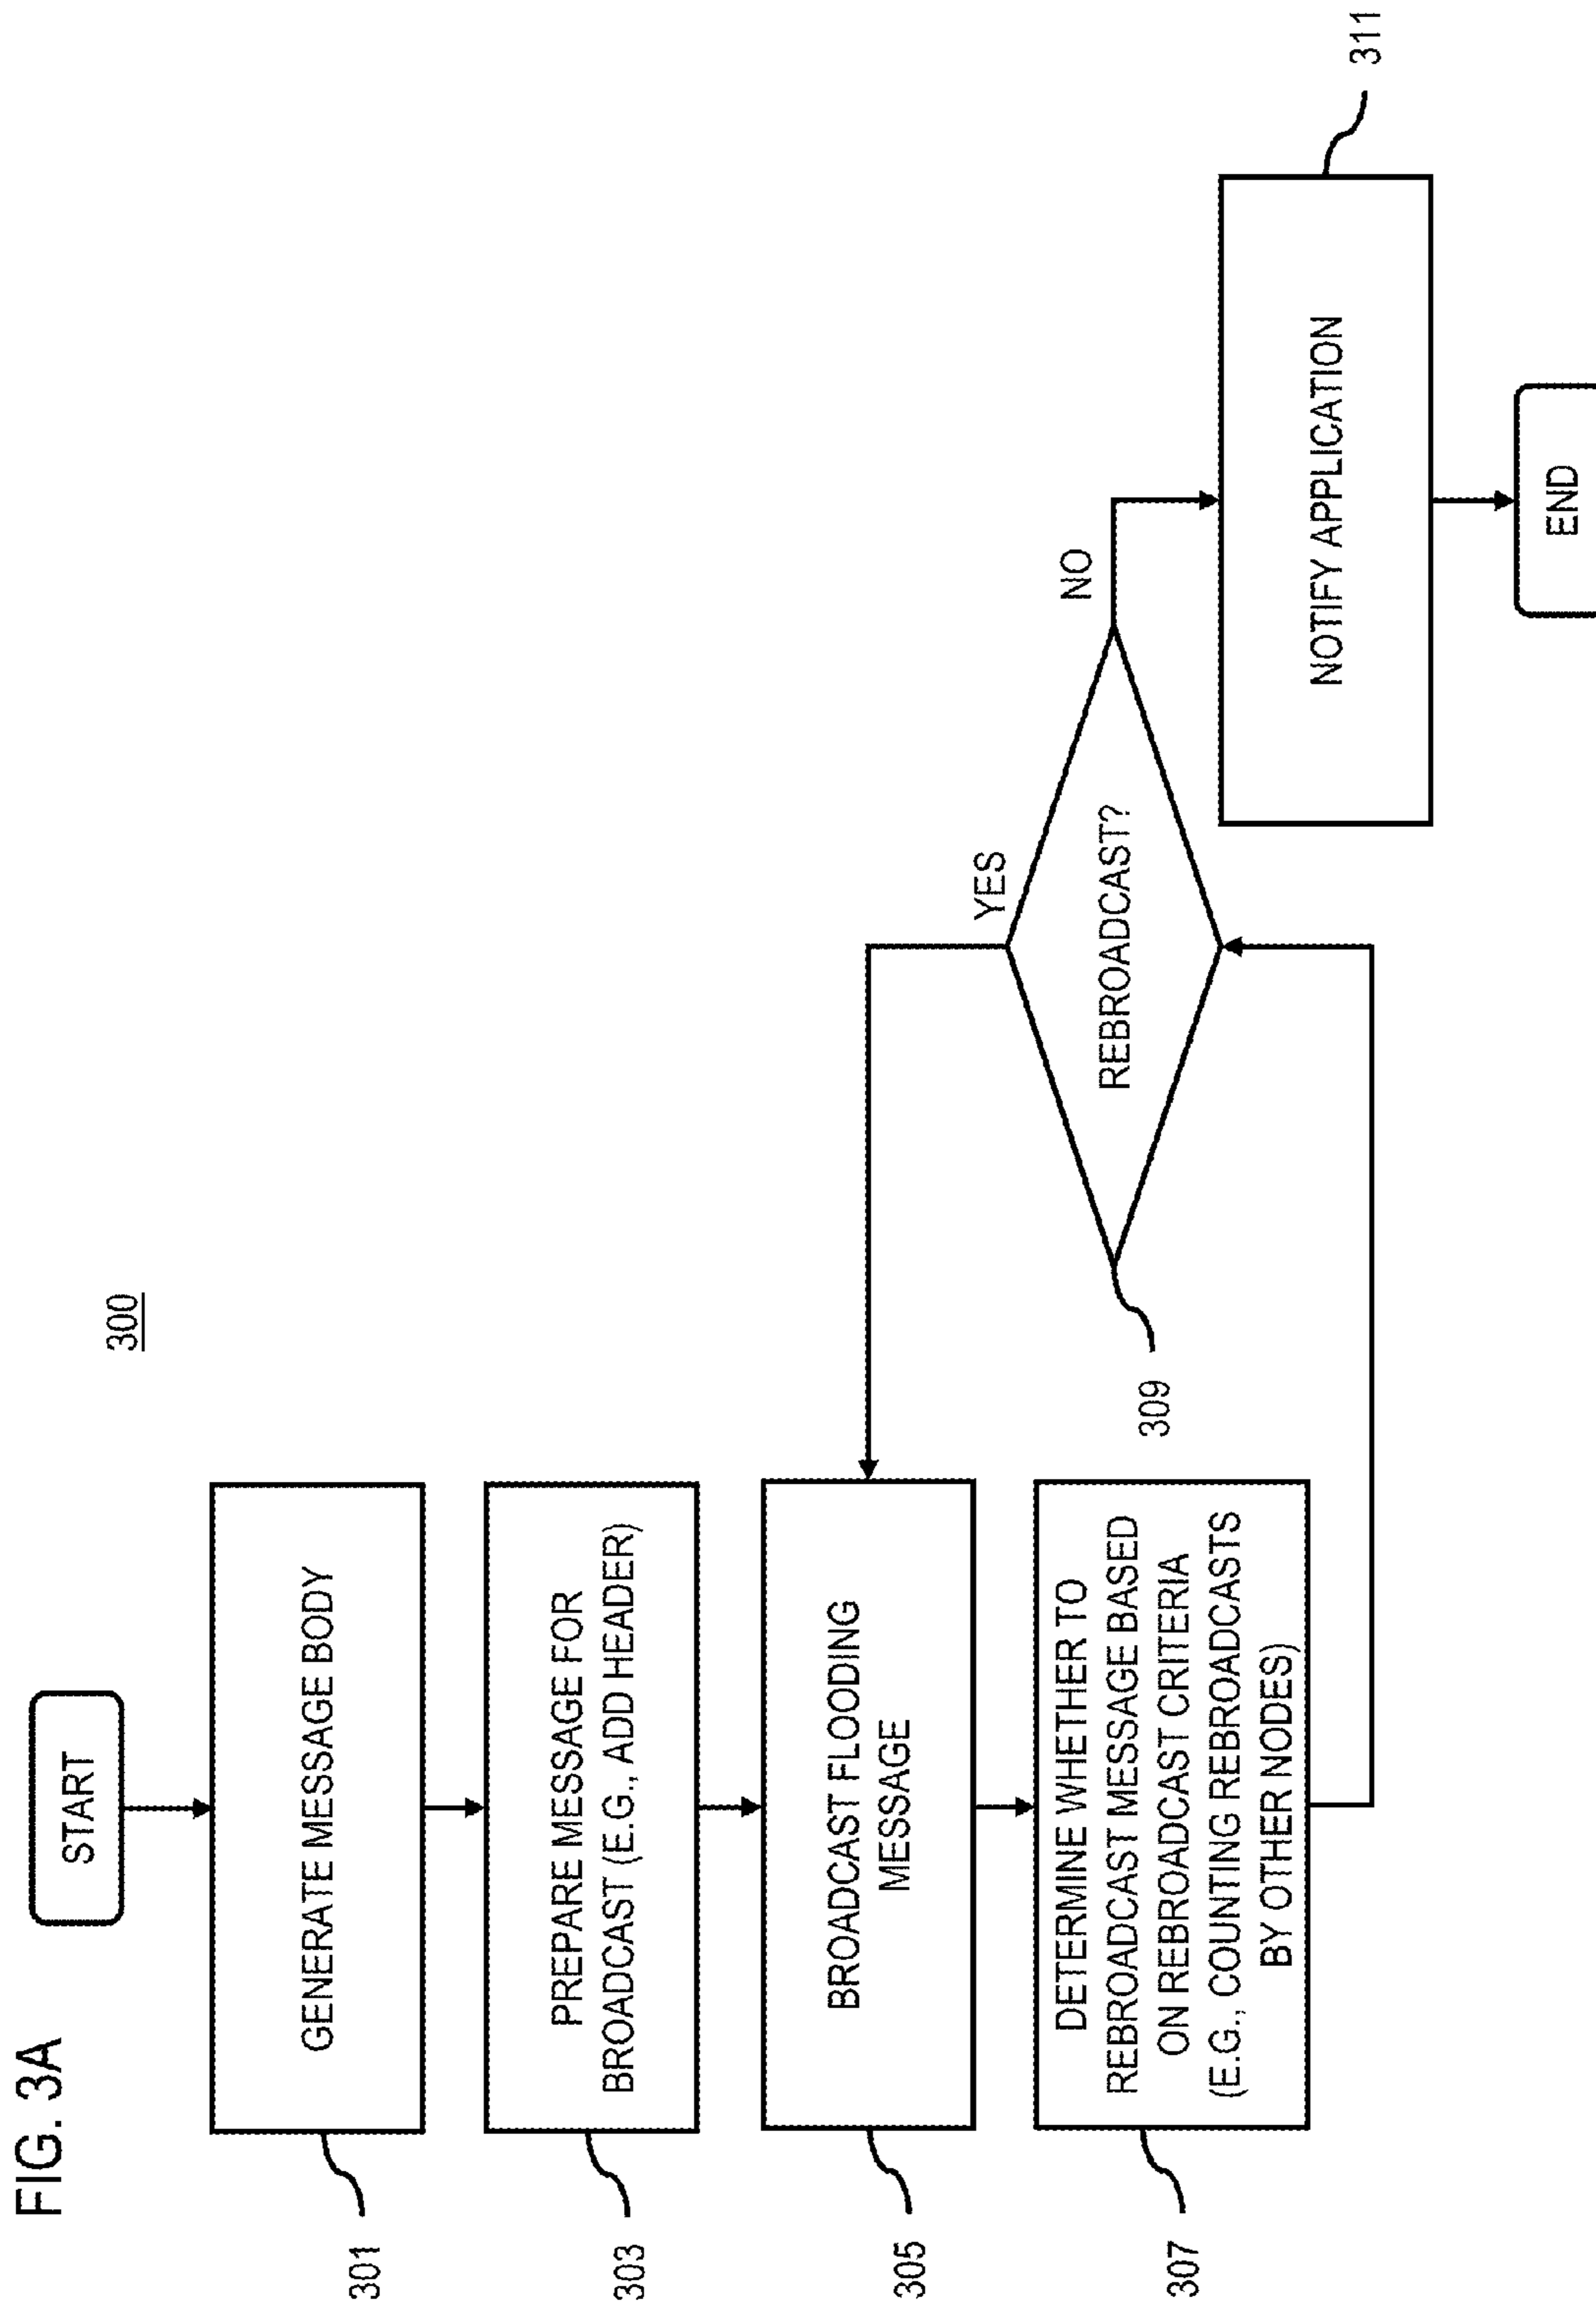 FIG. 3A
300
START
GENERATE MESSAGE BODY
301
PREPARE MESSAGE FOR
BROADCAST (E.G., ADD HEADER)
303
BROADCAST FLOODING
MESSAGE
305
DETERMINE WHETHER TO
REBROADCAST MESSAGE BASED
ON REBROADCAST CRITERIA
(E.G., COUNTING REBROADCASTS
BY OTHER NODES)
307
YES
REBROADCAST?
NO
309
NOTIFY APPLICATION
311
END